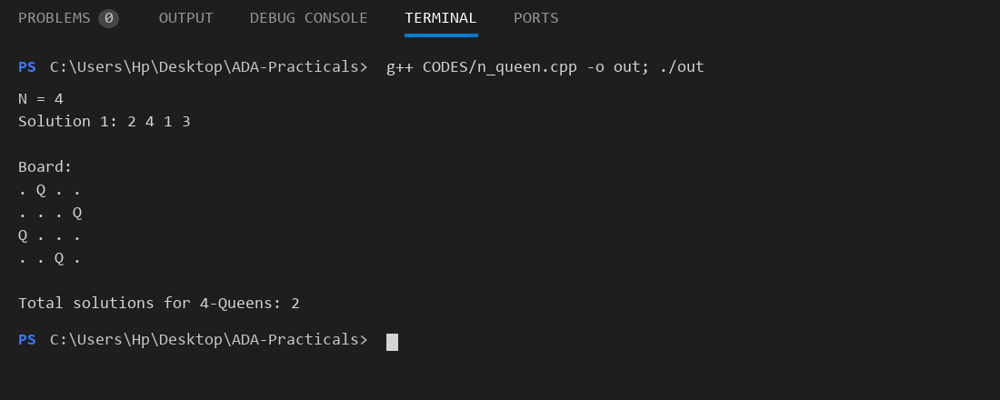 PROBLEMS 0 OUTPUT DEBUG CONSOLE TERMINAL PORTS
PS C:\Users\Hp\Desktop\ADA-Practicals> g++ CODES/n_queen.cpp -o out; ./out
N = 4
Solution 1: 2 4 1 3
Board:
. Q . .
. . . Q
Q . . .
. . Q .
Total solutions for 4-Queens: 2
PS C:\Users\Hp\Desktop\ADA-Practicals>